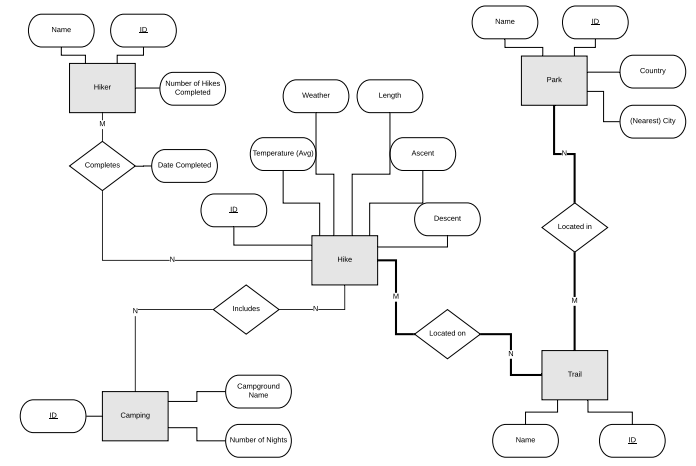 Name
ID
Name
ID
Hiker
Number of Hikes
Completed
Park
Country
(Nearest) City
Weather
Length
M
N
Completes
Date Completed
Temperature (Avg)
Ascent
ID
Descent
Located in
N
Hike
M
M
Includes
N
N
Located on
N
Trail
Campground
Name
ID
Camping
Number of Nights
Name
ID